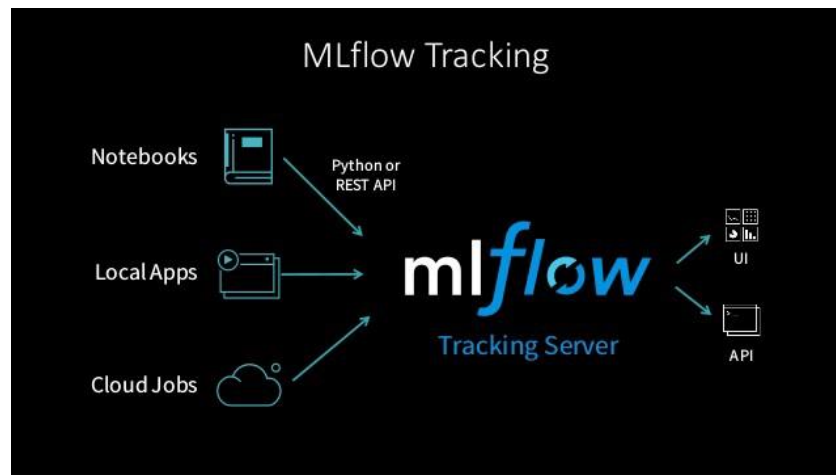 MLflow Tracking
Notebooks
Python or
REST API
Local Apps
mlflow
Tracking Server
UI
Cloud Jobs
API